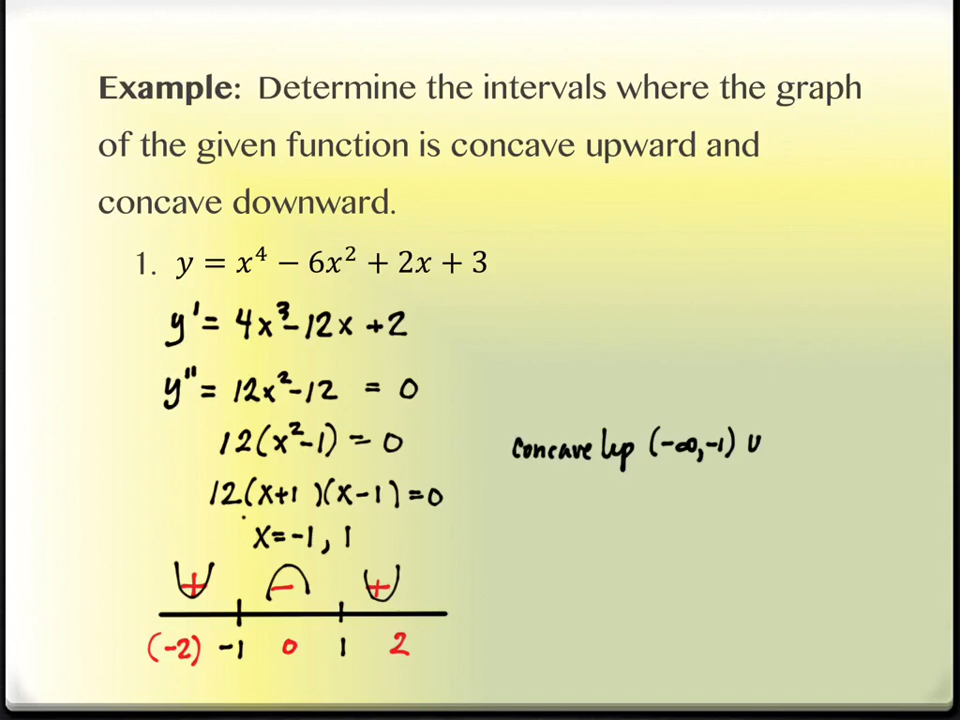 Example: Determine the intervals where the graph
of the given function is concave upward and
concave downward.
1. y = x⁴ − 6x² + 2x + 3
y' = 4x³-12x +2
y'' = 12x²-12 = 0
12(x²-1) = 0
concave up (-∞,-1) ∪
12(x+1)(x-1)=0
x=-1, 1
+ − +
(-2) -1 0 1 2